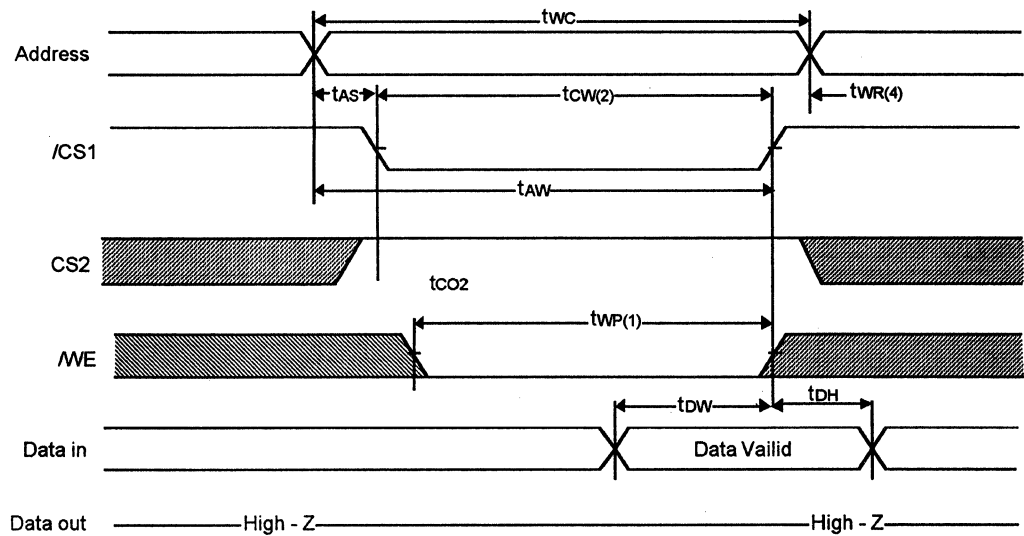 tWC
Address
tAS
tCW(2)
tWR(4)
/CS1
tAW
CS2
tCO2
tWP(1)
/WE
tDW
tDH
Data in
Data Vailid
Data out
High - Z
High - Z